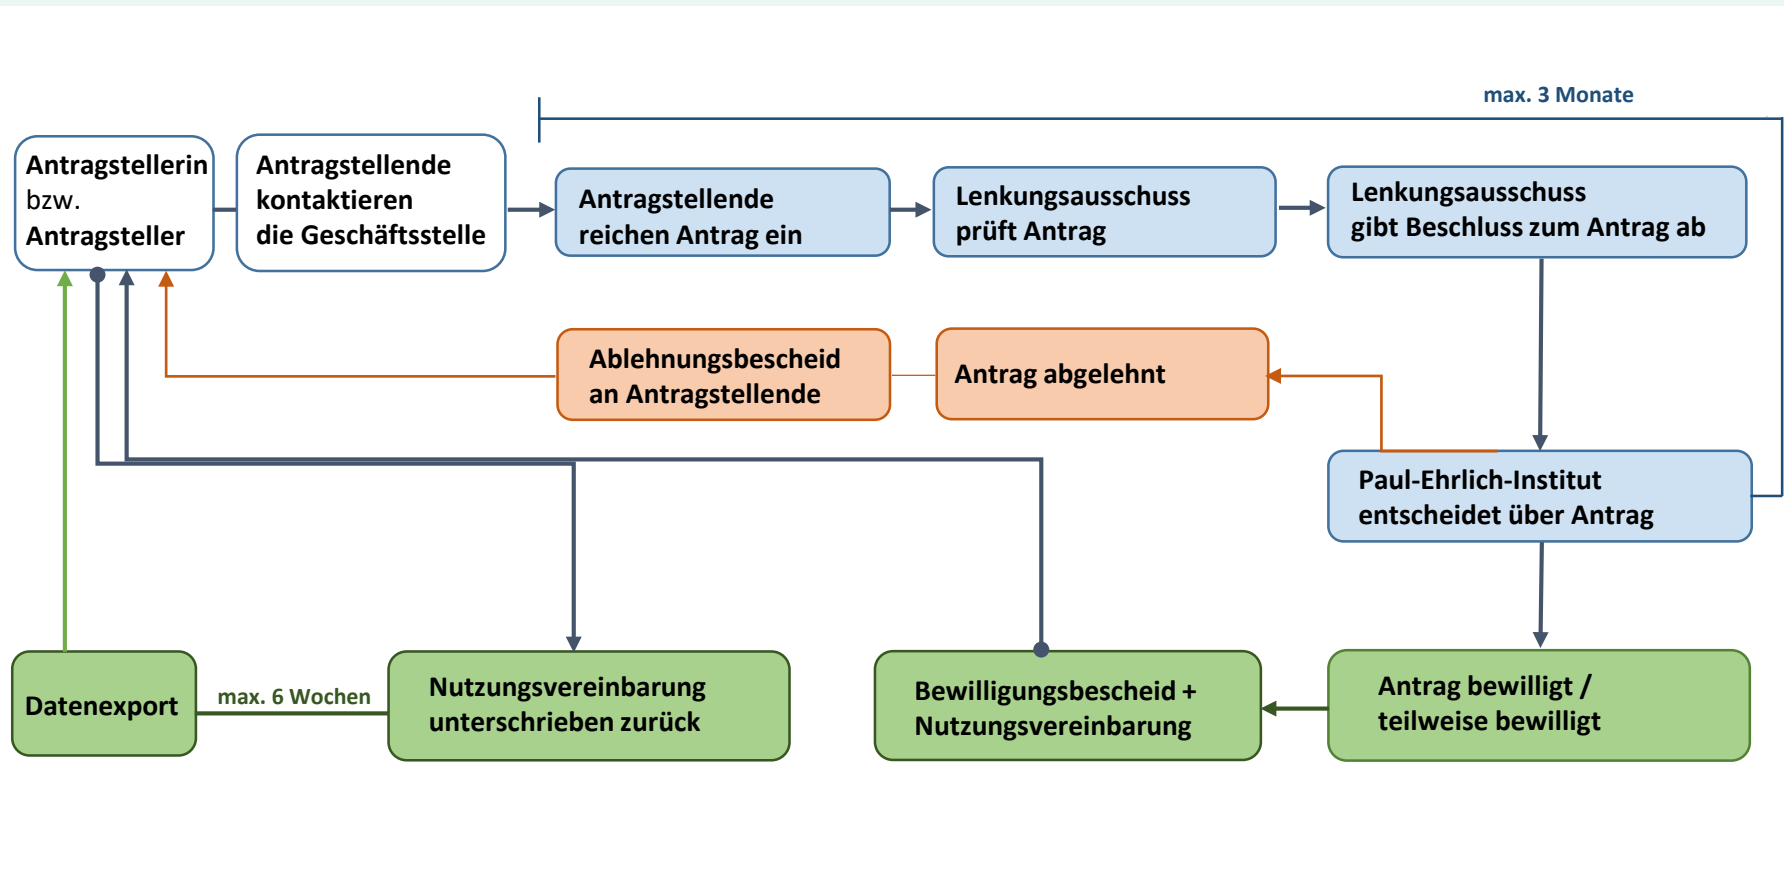 max. 3 Monate
Antragstellerin
bzw.
Antragsteller
Antragstellende
kontaktieren
die Geschäftsstelle
Antragstellende
reichen Antrag ein
Lenkungsausschuss
prüft Antrag
Lenkungsausschuss
gibt Beschluss zum Antrag ab
Ablehnungsbescheid
an Antragstellende
Antrag abgelehnt
Paul-Ehrlich-Institut
entscheidet über Antrag
Datenexport
max. 6 Wochen
Nutzungsvereinbarung
unterschrieben zurück
Bewilligungsbescheid +
Nutzungsvereinbarung
Antrag bewilligt /
teilweise bewilligt